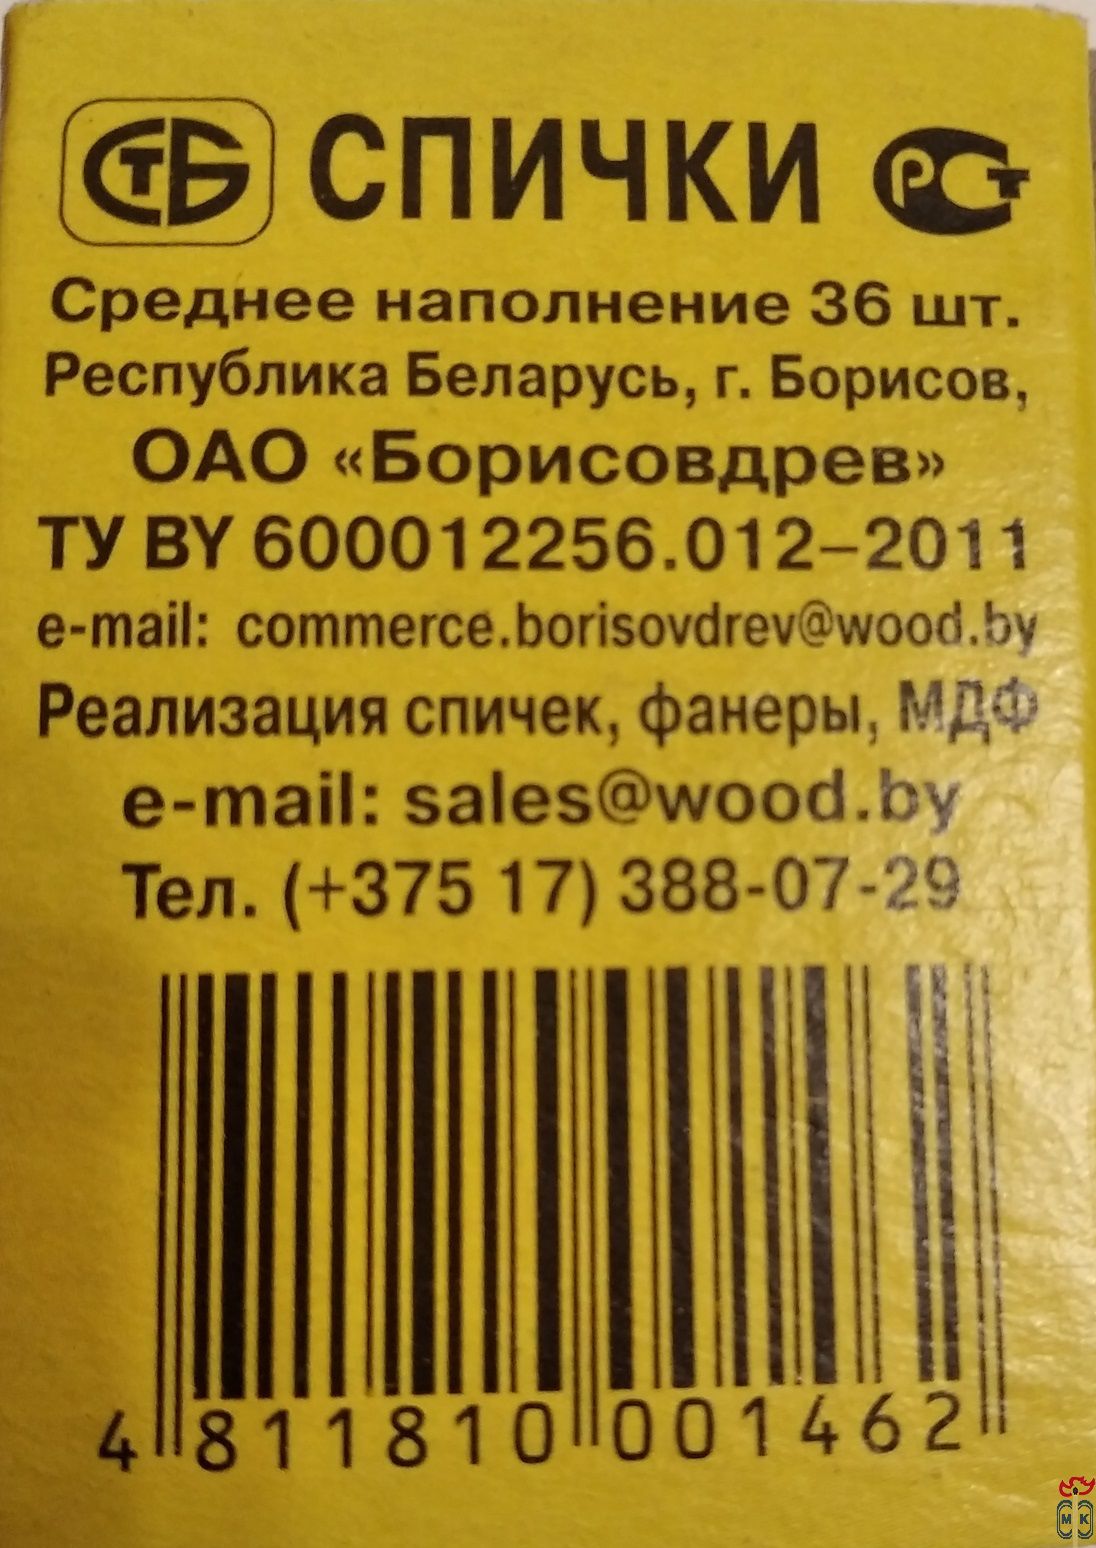 СТБ СПИЧКИ РСТ
Среднее наполнение 36 шт.
Республика Беларусь, г. Борисов,
ОАО «Борисовдрев»
ТУ BY 600012256.012–2011
e-mail: commerce.borisovdrev@wood.by
Реализация спичек, фанеры, МДФ
e-mail: sales@wood.by
Тел. (+375 17) 388-07-29
4 811810 001462
МК